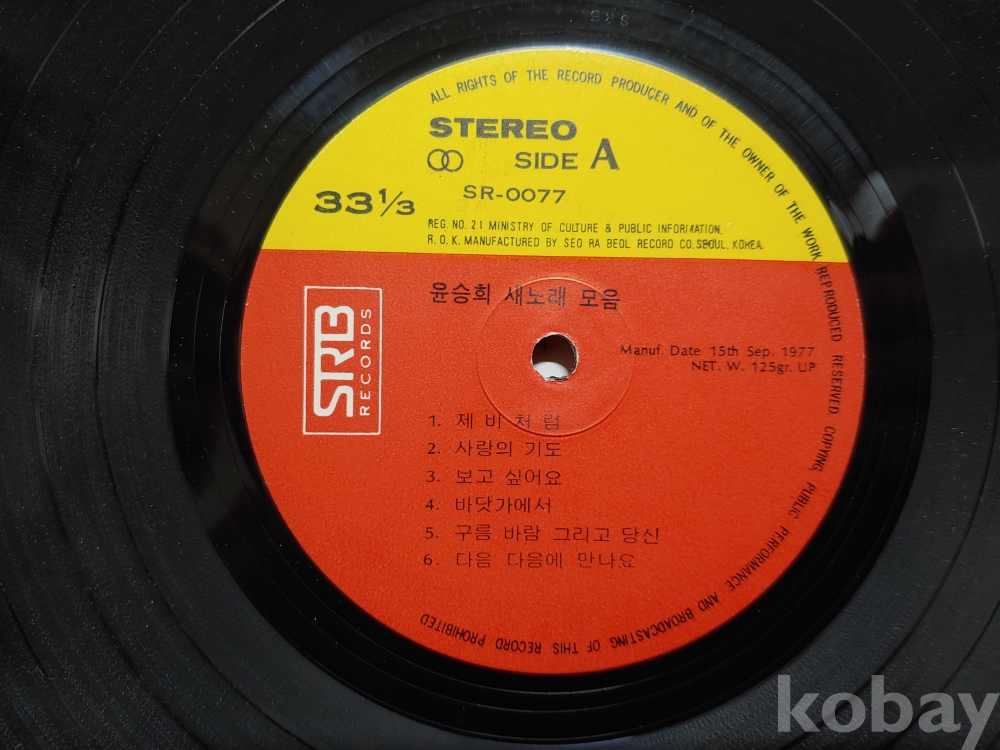 SRB
ALL RIGHTS OF THE RECORD PRODUCER AND OF THE OWNER OF THE WORK REPRODUCED RESERVED. COPYING, PUBLIC PERFORMANCE AND BROADCASTING OF THIS RECORD PROHIBITED
STEREO
SIDE A
33 1/3
SR-0077
REG. NO. 21 MINISTRY OF CULTURE & PUBLIC INFORMATION.
R. O. K. MANUFACTURED BY SEO RA BEOL RECORD CO. SEOUL, KOREA.
SRB
RECORDS
윤승희 새노래 모음
Manuf. Date 15th Sep. 1977
NET. W. 125gr. UP
1. 제비처럼
2. 사랑의 기도
3. 보고 싶어요
4. 바닷가에서
5. 구름 바람 그리고 당신
6. 다음 다음에 만나요
kobay